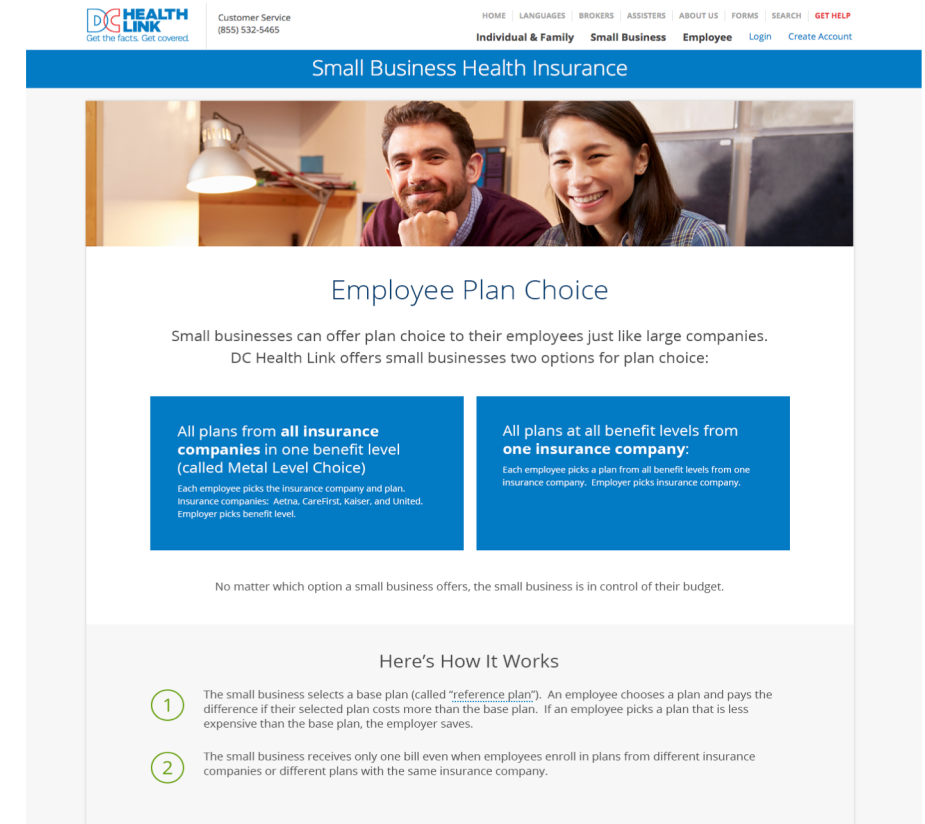 DC HEALTH LINK
Get the facts. Get covered.
Customer Service
(855) 532-5465
HOME LANGUAGES BROKERS ASSISTERS ABOUT US FORMS SEARCH GET HELP
Individual & Family Small Business Employee Login Create Account
Small Business Health Insurance
Employee Plan Choice
Small businesses can offer plan choice to their employees just like large companies.
DC Health Link offers small businesses two options for plan choice:
All plans from all insurance
companies in one benefit level
(called Metal Level Choice)
Each employee picks the insurance company and plan.
Insurance companies: Aetna, CareFirst, Kaiser, and United.
Employer picks benefit level.
All plans at all benefit levels from
one insurance company:
Each employee picks a plan from all benefit levels from one
insurance company. Employer picks insurance company.
No matter which option a small business offers, the small business is in control of their budget.
Here’s How It Works
1
The small business selects a base plan (called “reference plan”). An employee chooses a plan and pays the
difference if their selected plan costs more than the base plan. If an employee picks a plan that is less
expensive than the base plan, the employer saves.
2
The small business receives only one bill even when employees enroll in plans from different insurance
companies or different plans with the same insurance company.